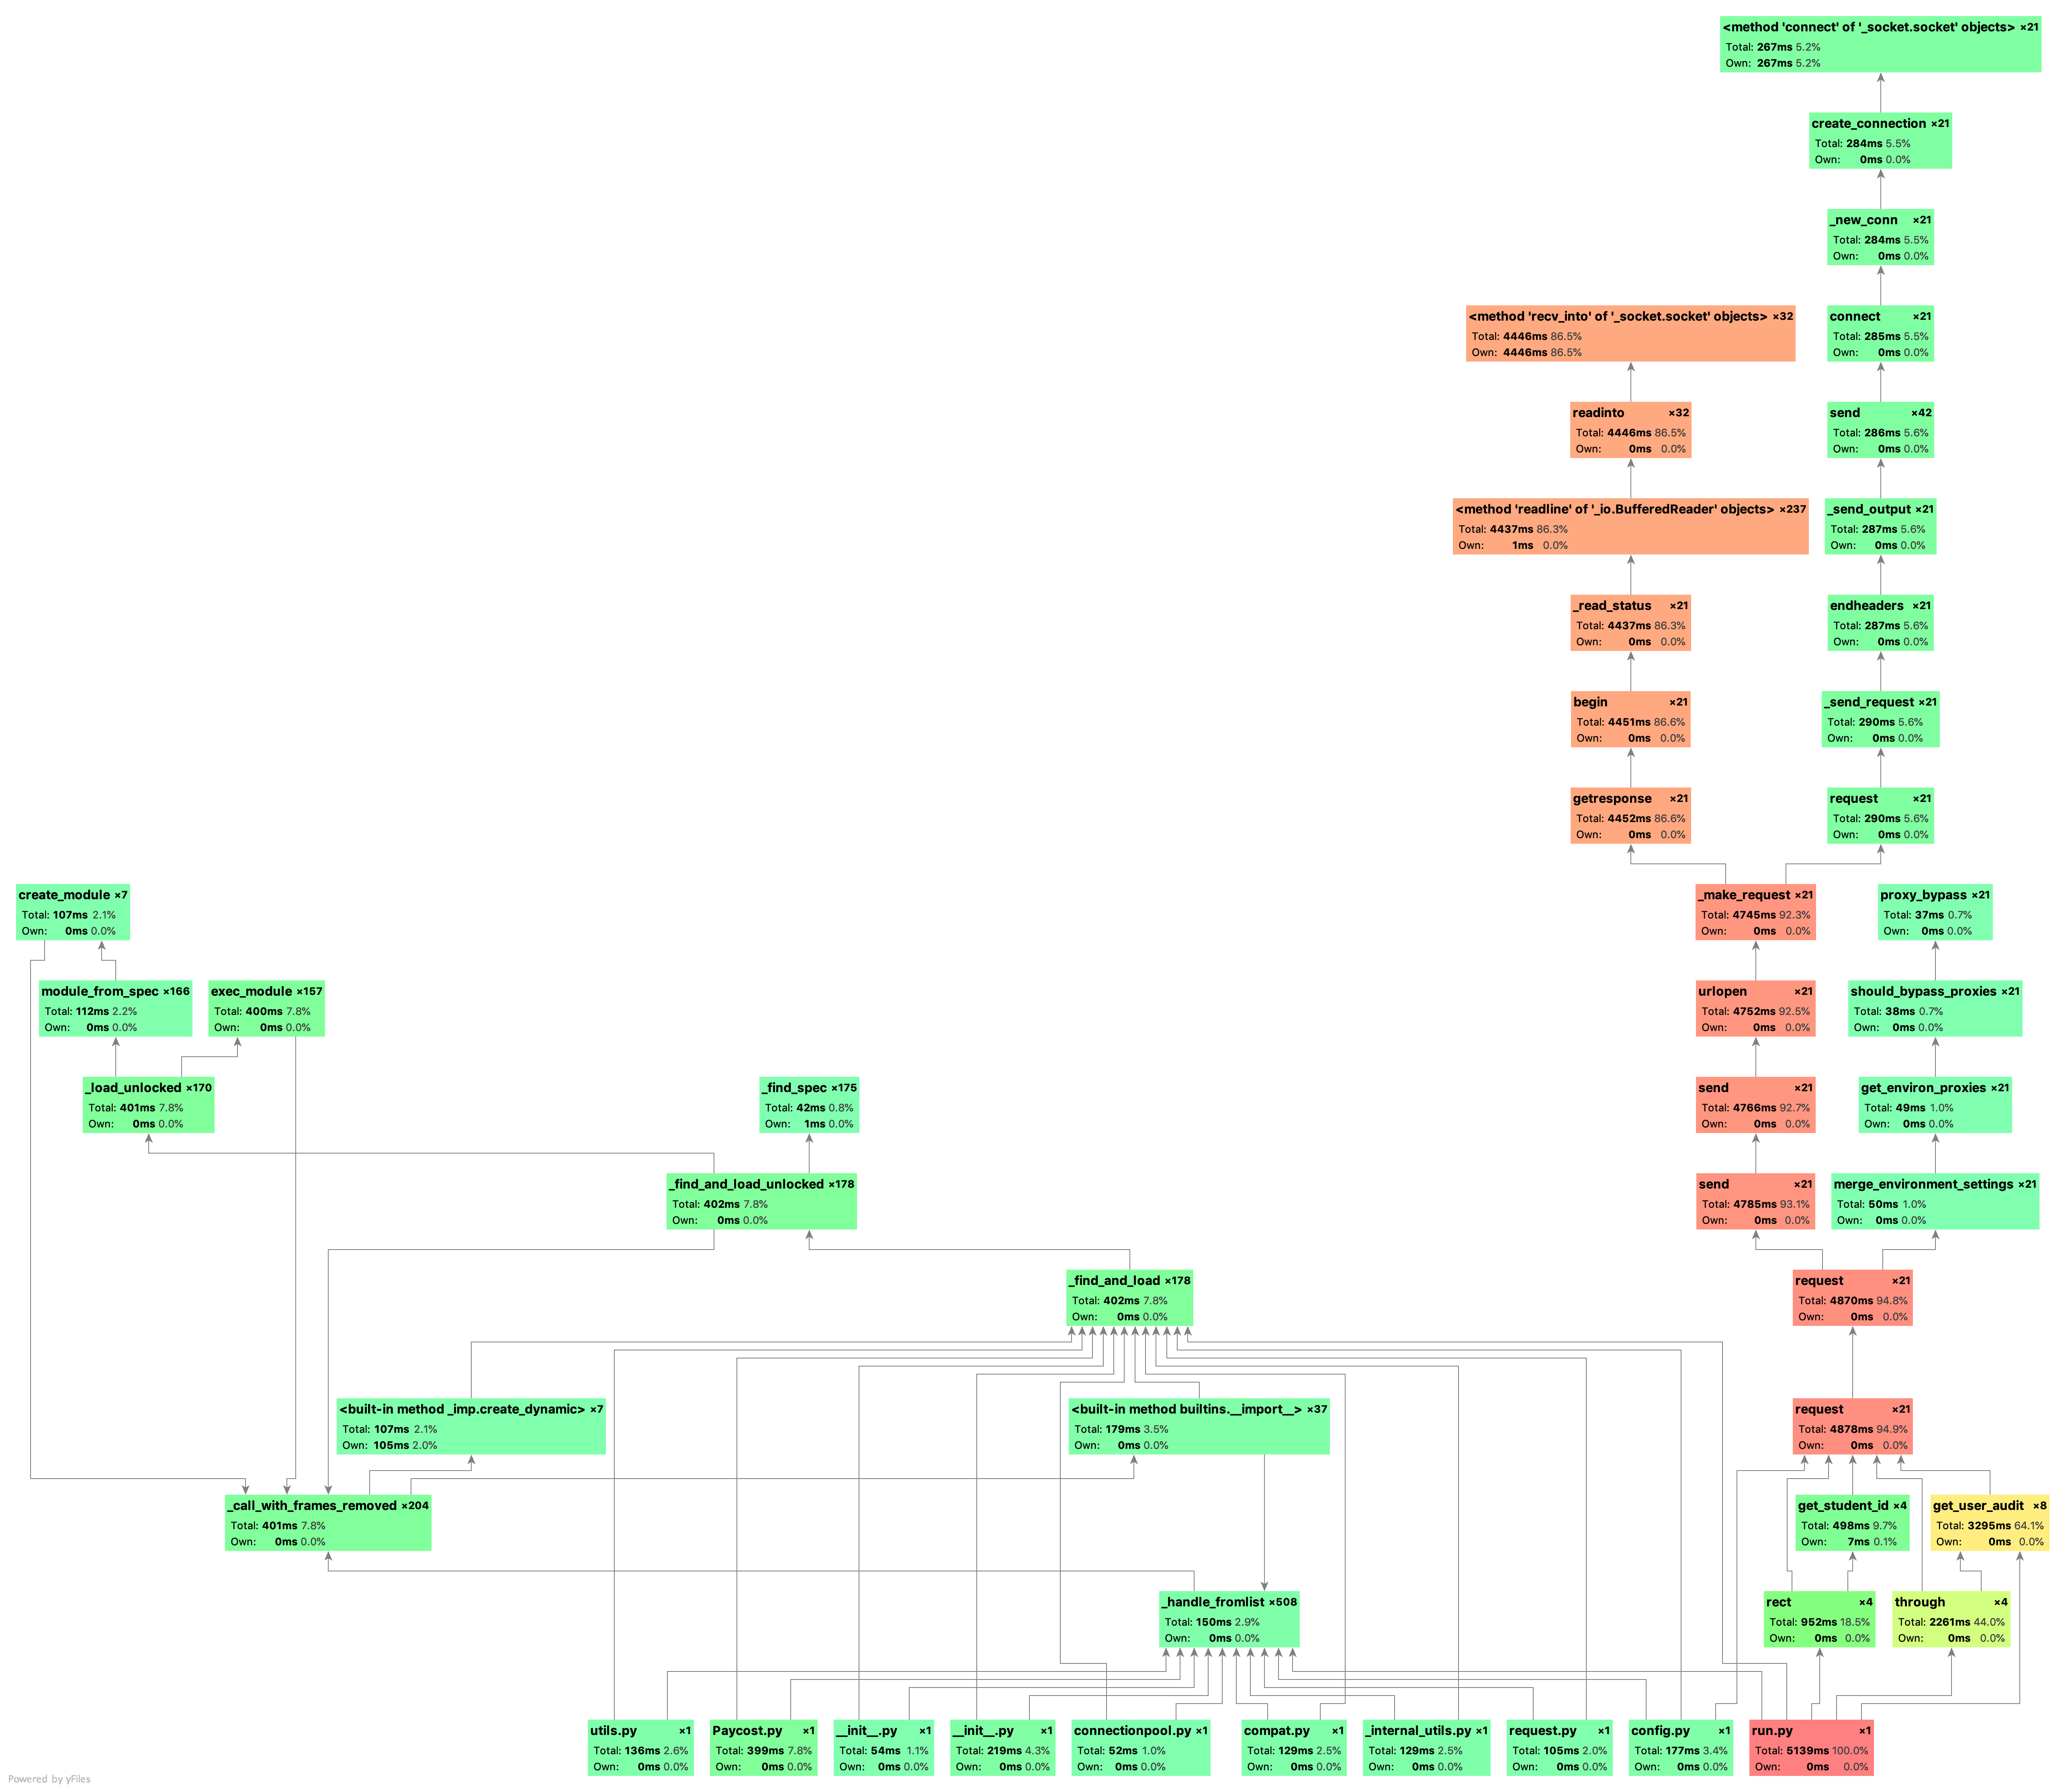 <method 'connect' of '_socket.socket' objects> ×21
Total: 267ms 5.2%
Own: 267ms 5.2%
create_connection ×21
Total: 284ms 5.5%
Own: 0ms 0.0%
_new_conn ×21
Total: 284ms 5.5%
Own: 0ms 0.0%
<method 'recv_into' of '_socket.socket' objects> ×32
Total: 4446ms 86.5%
Own: 4446ms 86.5%
connect ×21
Total: 285ms 5.5%
Own: 0ms 0.0%
readinto ×32
Total: 4446ms 86.5%
Own: 0ms 0.0%
send ×42
Total: 286ms 5.6%
Own: 0ms 0.0%
<method 'readline' of '_io.BufferedReader' objects> ×237
Total: 4437ms 86.3%
Own: 1ms 0.0%
_send_output ×21
Total: 287ms 5.6%
Own: 0ms 0.0%
_read_status ×21
Total: 4437ms 86.3%
Own: 0ms 0.0%
endheaders ×21
Total: 287ms 5.6%
Own: 0ms 0.0%
begin ×21
Total: 4451ms 86.6%
Own: 0ms 0.0%
_send_request ×21
Total: 290ms 5.6%
Own: 0ms 0.0%
getresponse ×21
Total: 4452ms 86.6%
Own: 0ms 0.0%
request ×21
Total: 290ms 5.6%
Own: 0ms 0.0%
create_module ×7
Total: 107ms 2.1%
Own: 0ms 0.0%
_make_request ×21
Total: 4745ms 92.3%
Own: 0ms 0.0%
proxy_bypass ×21
Total: 37ms 0.7%
Own: 0ms 0.0%
module_from_spec ×166
Total: 112ms 2.2%
Own: 0ms 0.0%
exec_module ×157
Total: 400ms 7.8%
Own: 0ms 0.0%
urlopen ×21
Total: 4752ms 92.5%
Own: 0ms 0.0%
should_bypass_proxies ×21
Total: 38ms 0.7%
Own: 0ms 0.0%
_load_unlocked ×170
Total: 401ms 7.8%
Own: 0ms 0.0%
_find_spec ×175
Total: 42ms 0.8%
Own: 1ms 0.0%
send ×21
Total: 4766ms 92.7%
Own: 0ms 0.0%
get_environ_proxies ×21
Total: 49ms 1.0%
Own: 0ms 0.0%
_find_and_load_unlocked ×178
Total: 402ms 7.8%
Own: 0ms 0.0%
send ×21
Total: 4785ms 93.1%
Own: 0ms 0.0%
merge_environment_settings ×21
Total: 50ms 1.0%
Own: 0ms 0.0%
_find_and_load ×178
Total: 402ms 7.8%
Own: 0ms 0.0%
request ×21
Total: 4870ms 94.8%
Own: 0ms 0.0%
<built-in method _imp.create_dynamic> ×7
Total: 107ms 2.1%
Own: 105ms 2.0%
<built-in method builtins.__import__> ×37
Total: 179ms 3.5%
Own: 0ms 0.0%
request ×21
Total: 4878ms 94.9%
Own: 0ms 0.0%
_call_with_frames_removed ×204
Total: 401ms 7.8%
Own: 0ms 0.0%
get_student_id ×4
Total: 498ms 9.7%
Own: 7ms 0.1%
get_user_audit ×8
Total: 3295ms 64.1%
Own: 0ms 0.0%
_handle_fromlist ×508
Total: 150ms 2.9%
Own: 0ms 0.0%
rect ×4
Total: 952ms 18.5%
Own: 0ms 0.0%
through ×4
Total: 2261ms 44.0%
Own: 0ms 0.0%
utils.py ×1
Total: 136ms 2.6%
Own: 0ms 0.0%
Paycost.py ×1
Total: 399ms 7.8%
Own: 0ms 0.0%
__init__.py ×1
Total: 54ms 1.1%
Own: 0ms 0.0%
__init__.py ×1
Total: 219ms 4.3%
Own: 0ms 0.0%
connectionpool.py ×1
Total: 52ms 1.0%
Own: 0ms 0.0%
compat.py ×1
Total: 129ms 2.5%
Own: 0ms 0.0%
_internal_utils.py ×1
Total: 129ms 2.5%
Own: 0ms 0.0%
request.py ×1
Total: 105ms 2.0%
Own: 0ms 0.0%
config.py ×1
Total: 177ms 3.4%
Own: 0ms 0.0%
run.py ×1
Total: 5139ms 100.0%
Own: 0ms 0.0%
Powered by yFiles